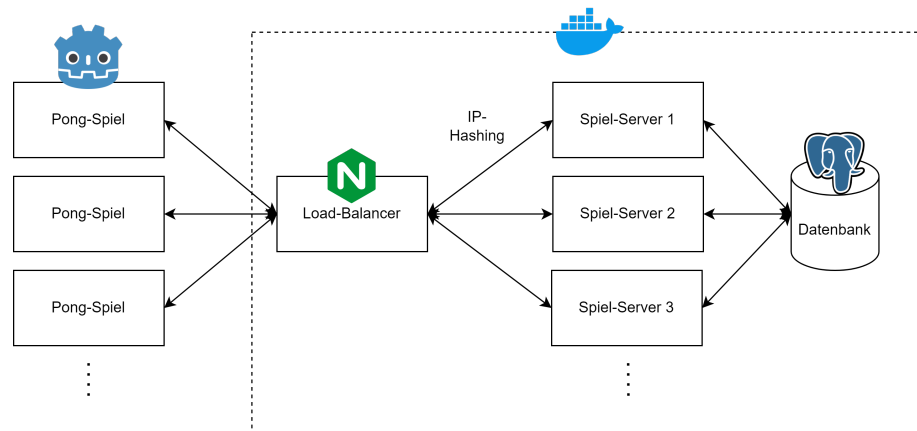 Pong-Spiel
Pong-Spiel
Pong-Spiel
Load-Balancer
IP-
Hashing
Spiel-Server 1
Spiel-Server 2
Spiel-Server 3
Datenbank